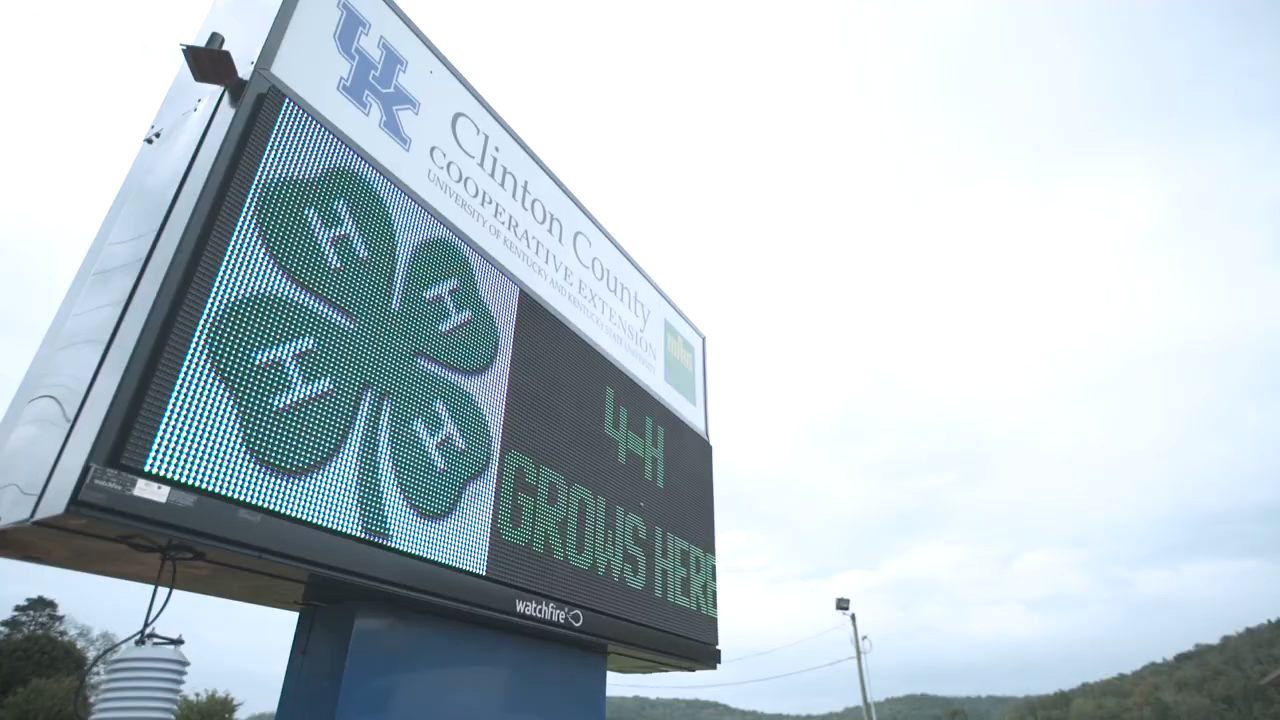 UK
Clinton County
COOPERATIVE EXTENSION
UNIVERSITY OF KENTUCKY AND KENTUCKY STATE UNIVERSITY
H H
H H
4-H
GROWS HERE
watchfire